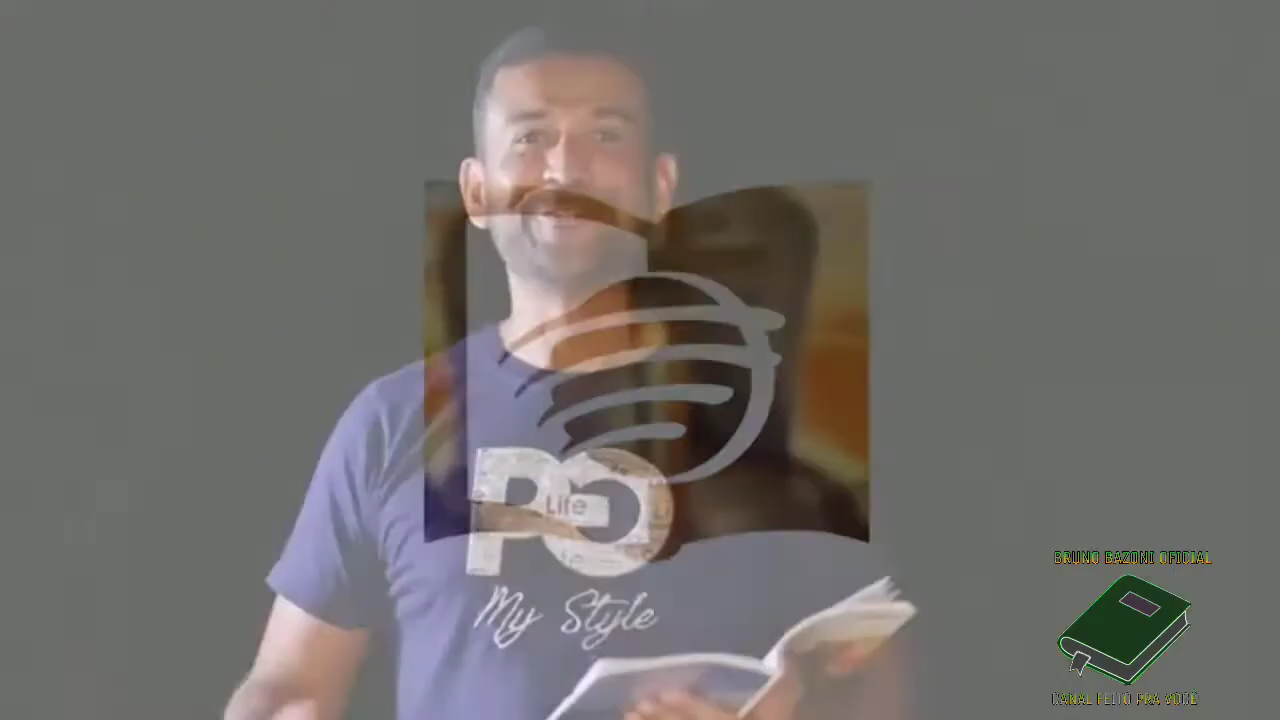 PG
Life
My Style
BRUNO BAZONI OFICIAL
CANAL FEITO PRA VOCÊ